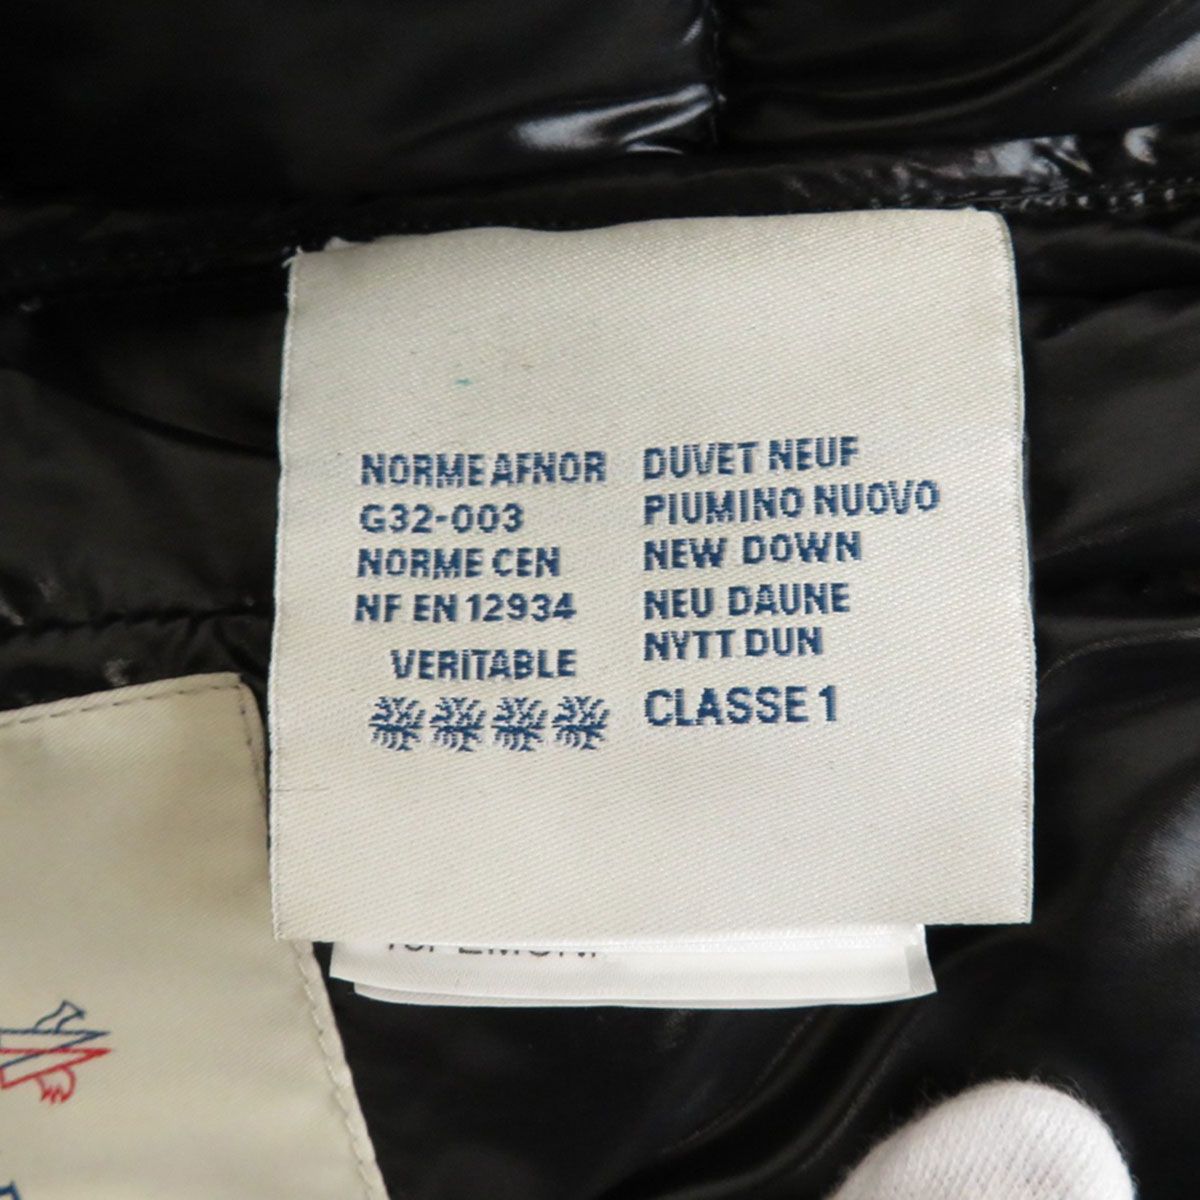 NORME AFNOR
G32-003
NORME CEN
NF EN 12934
VERITABLE
DUVET NEUF
PIUMINO NUOVO
NEW DOWN
NEU DAUNE
NYTT DUN
CLASSE 1